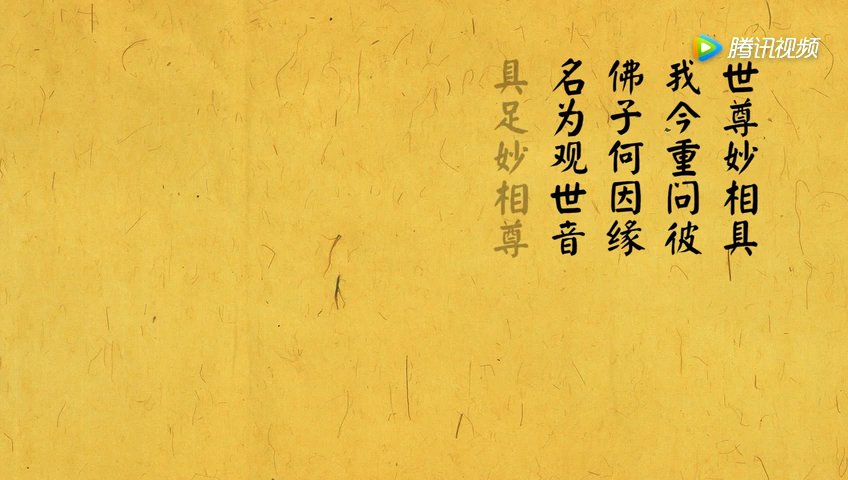 腾讯视频
世尊妙相具
我今重问彼
佛子何因缘
名为观世音
具足妙相尊